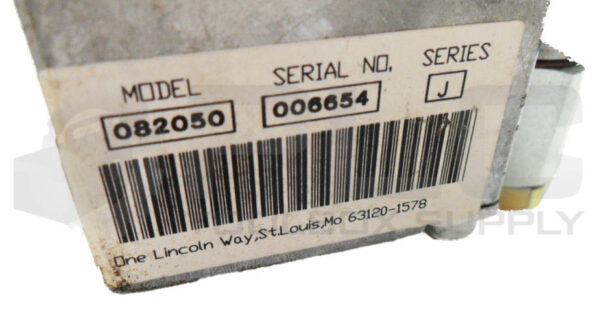 MODEL SERIAL NO. SERIES
082050 006654 J
One Lincoln Way,St.Louis,Mo 63120-1578
SUPPLY